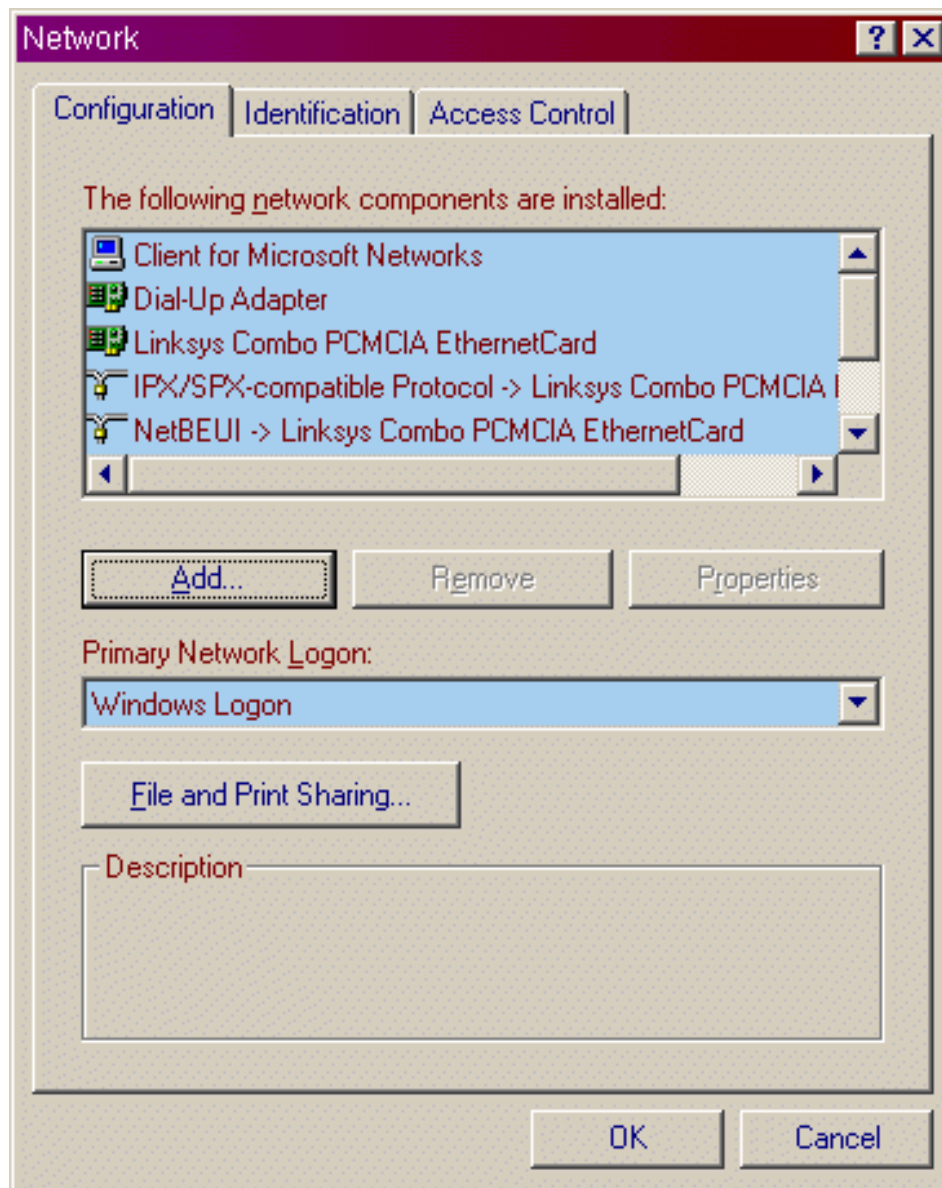 Network
Configuration
Identification
Access Control
The following network components are installed:
Client for Microsoft Networks
Dial-Up Adapter
Linksys Combo PCMCIA EthernetCard
IPX/SPX-compatible Protocol -> Linksys Combo PCMCIA
NetBEUI -> Linksys Combo PCMCIA EthernetCard
Add...
Remove
Properties
Primary Network Logon:
Windows Logon
File and Print Sharing...
Description
OK
Cancel